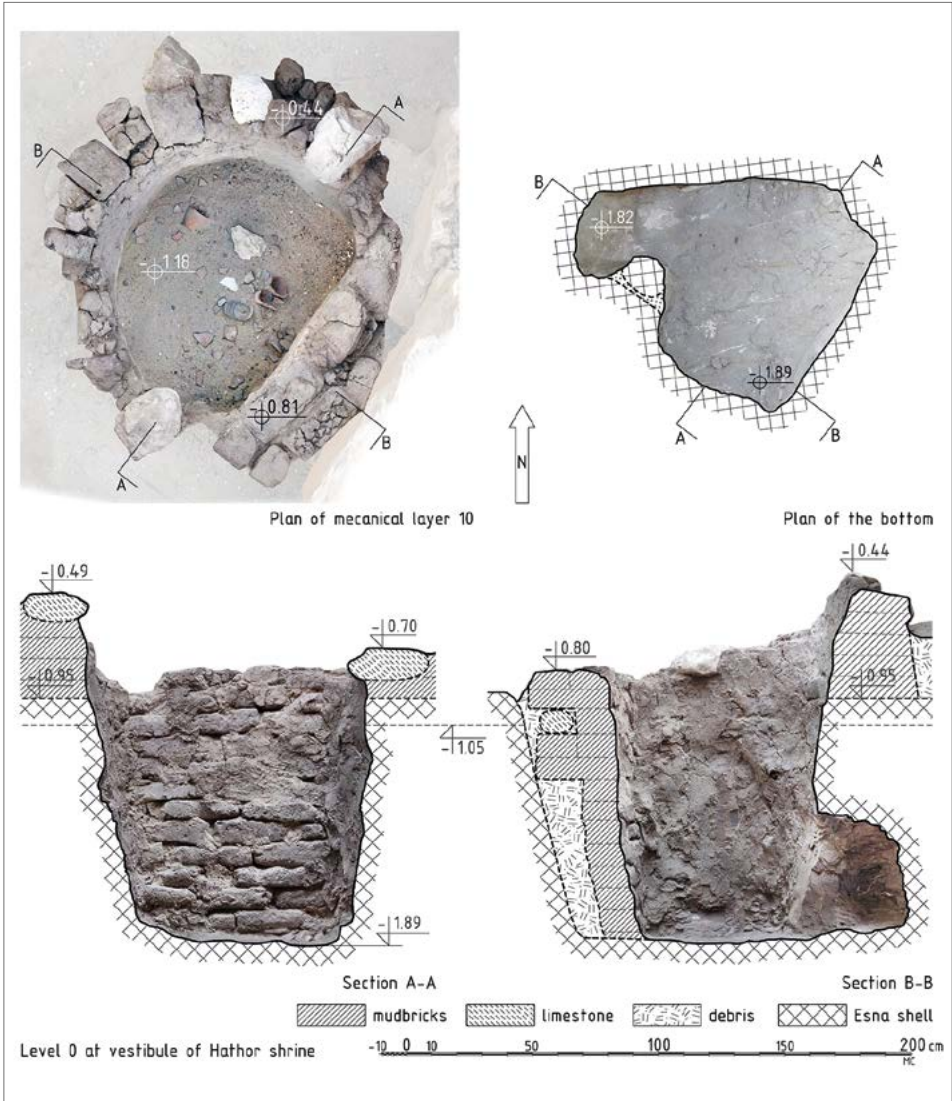 A
-0.44
B
-1.18
-0.81
B
A
Plan of mecanical layer 10
A
B
-1.82
-1.89
A
B
N
Plan of the bottom
-0.49
-0.70
-0.95
-1.89
Section A-A
-1.05
-0.44
-0.80
-0.95
Section B-B
mudbricks
limestone
debris
Esna shell
Level 0 at vestibule of Hathor shrine
-10 0 10 50 100 150 200 cm
MC